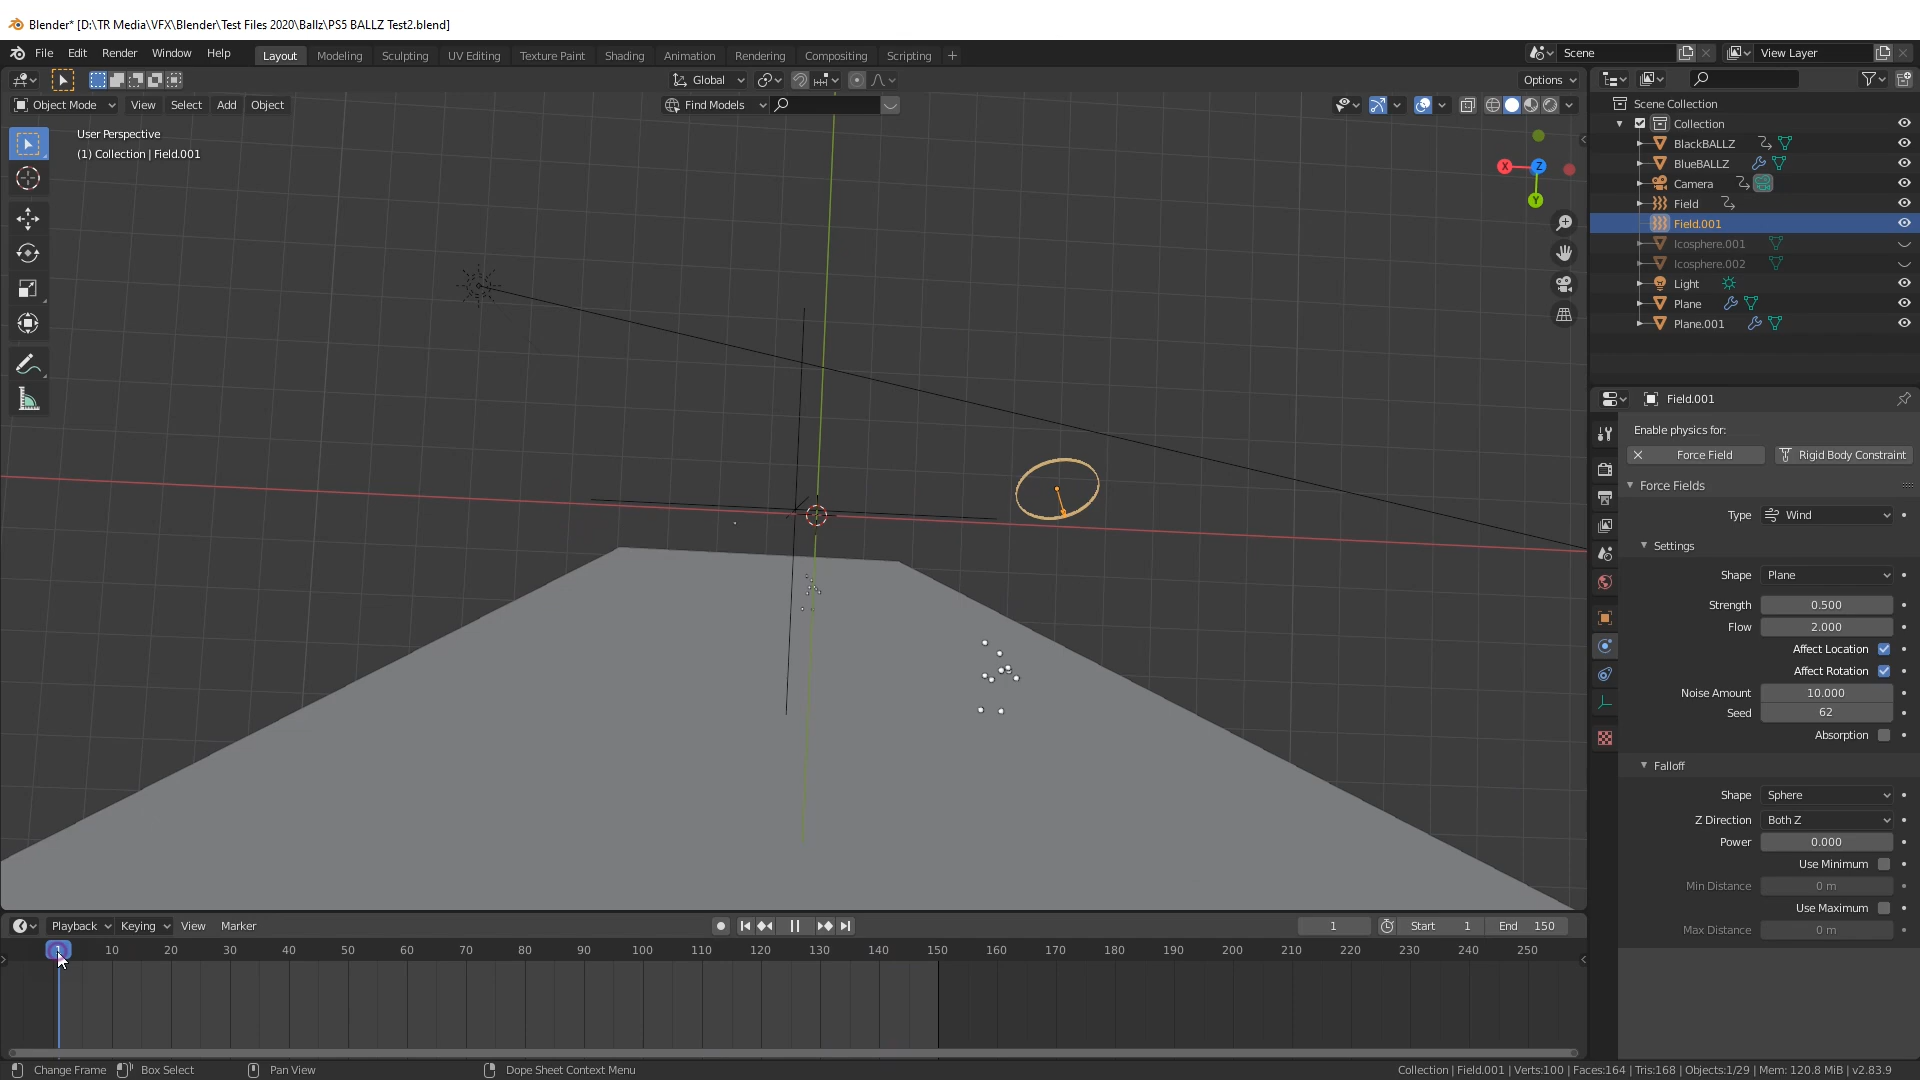 Blender* [D:\TR Media\VFX\Blender\Test Files 2020\Ballz\PS5 BALLZ Test2.blend]
File Edit Render Window Help Layout Modeling Sculpting UV Editing Texture Paint Shading Animation Rendering Compositing Scripting + Scene View Layer
Global Options
Object Mode View Select Add Object Find Models
User Perspective
(1) Collection | Field.001
X Z Y
Scene Collection
Collection
BlackBALLZ
BlueBALLZ
Camera
Field
Field.001
Icosphere.001
Icosphere.002
Light
Plane
Plane.001
Field.001
Enable physics for:
Force Field Rigid Body Constraint
Force Fields
Type Wind
Settings
Shape Plane
Strength 0.500
Flow 2.000
Affect Location
Affect Rotation
Noise Amount 10.000
Seed 62
Absorption
Falloff
Shape Sphere
Z Direction Both Z
Power 0.000
Use Minimum
Min Distance 0 m
Use Maximum
Max Distance 0 m
Playback Keying View Marker 1 Start 1 End 150
1 10 20 30 40 50 60 70 80 90 100 110 120 130 140 150 160 170 180 190 200 210 220 230 240 250
Change Frame Box Select Pan View Dope Sheet Context Menu Collection | Field.001 | Verts:100 | Faces:164 | Tris:168 | Objects:1/29 | Mem: 120.8 MiB | v2.83.9